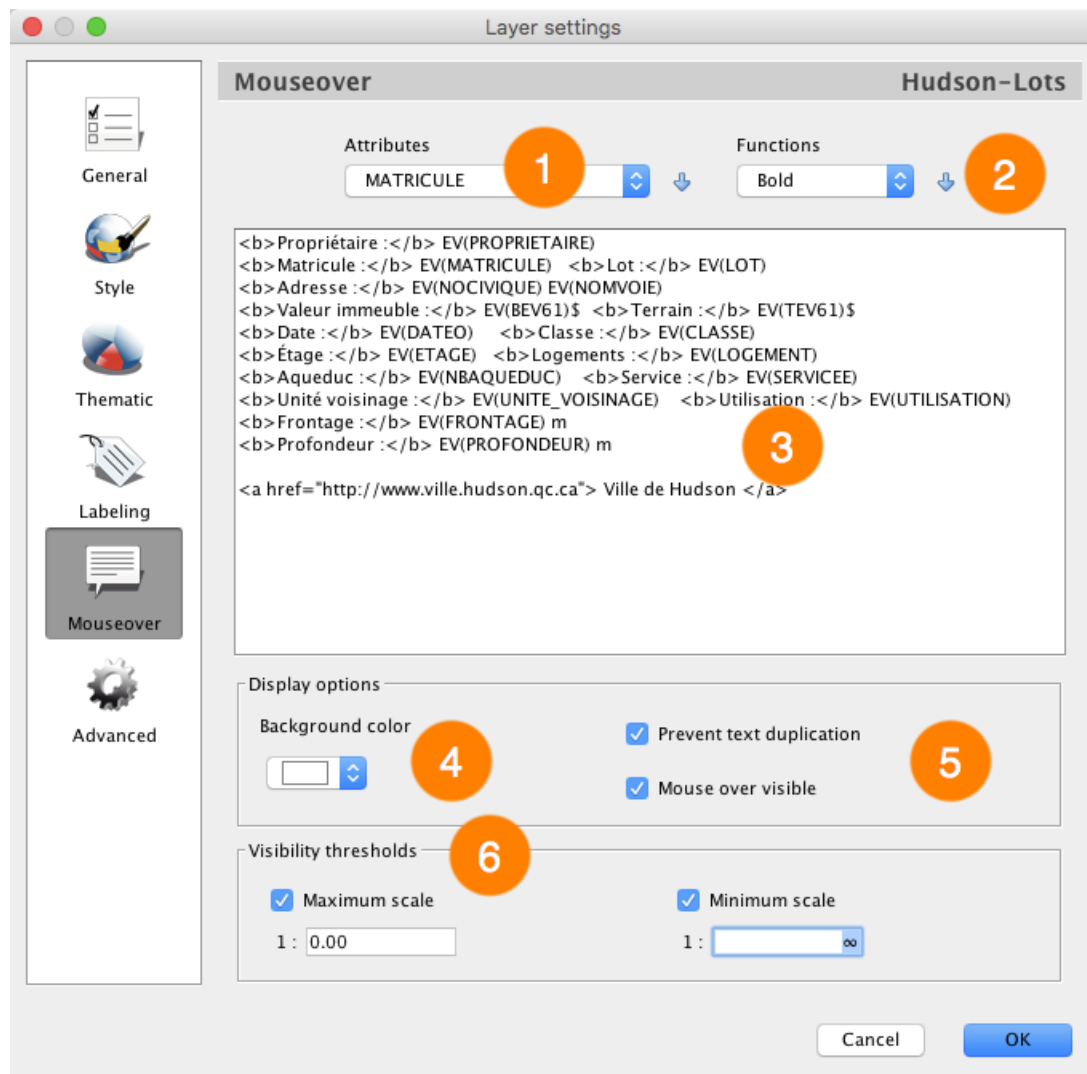 Layer settings
General
Style
Thematic
Labeling
Mouseover
Advanced
Mouseover Hudson-Lots
Attributes Functions
MATRICULE 1 Bold 2
<b>Propriétaire :</b> EV(PROPRIETAIRE)
<b>Matricule :</b> EV(MATRICULE) <b>Lot :</b> EV(LOT)
<b>Adresse :</b> EV(NOCIVIQUE) EV(NOMVOIE)
<b>Valeur immeuble :</b> EV(BEV61)$ <b>Terrain :</b> EV(TEV61)$
<b>Date :</b> EV(DATEO) <b>Classe :</b> EV(CLASSE)
<b>Étage :</b> EV(ETAGE) <b>Logements :</b> EV(LOGEMENT)
<b>Aqueduc :</b> EV(NBAQUEDUC) <b>Service :</b> EV(SERVICEE)
<b>Unité voisinage :</b> EV(UNITE_VOISINAGE) <b>Utilisation :</b> EV(UTILISATION)
<b>Frontage :</b> EV(FRONTAGE) m
<b>Profondeur :</b> EV(PROFONDEUR) m
3
<a href="http://www.ville.hudson.qc.ca"> Ville de Hudson </a>
Display options
Background color
4
Prevent text duplication
Mouse over visible
5
Visibility thresholds 6
Maximum scale Minimum scale
1 : 0.00 1 : ∞
Cancel OK